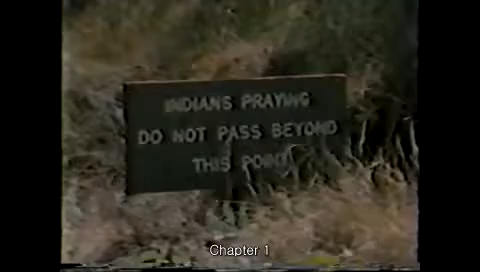 INDIANS PRAYING
DO NOT PASS BEYOND
THIS POINT
Chapter 1